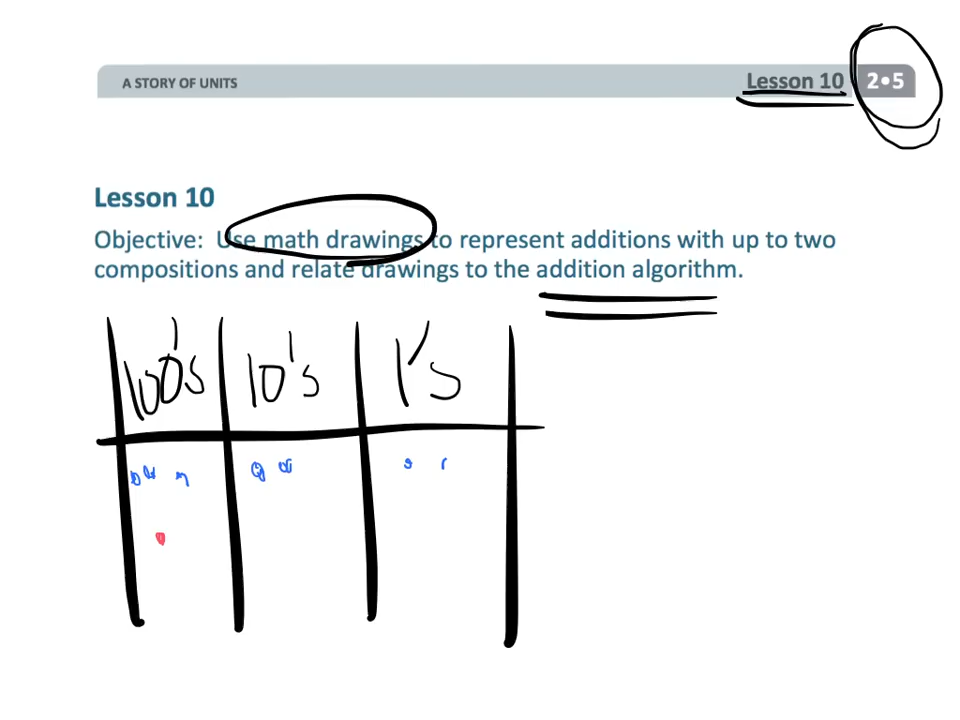 A STORY OF UNITS
Lesson 10 2•5
Lesson 10
Objective: Use math drawings to represent additions with up to two
compositions and relate drawings to the addition algorithm.
100's 10's 1's